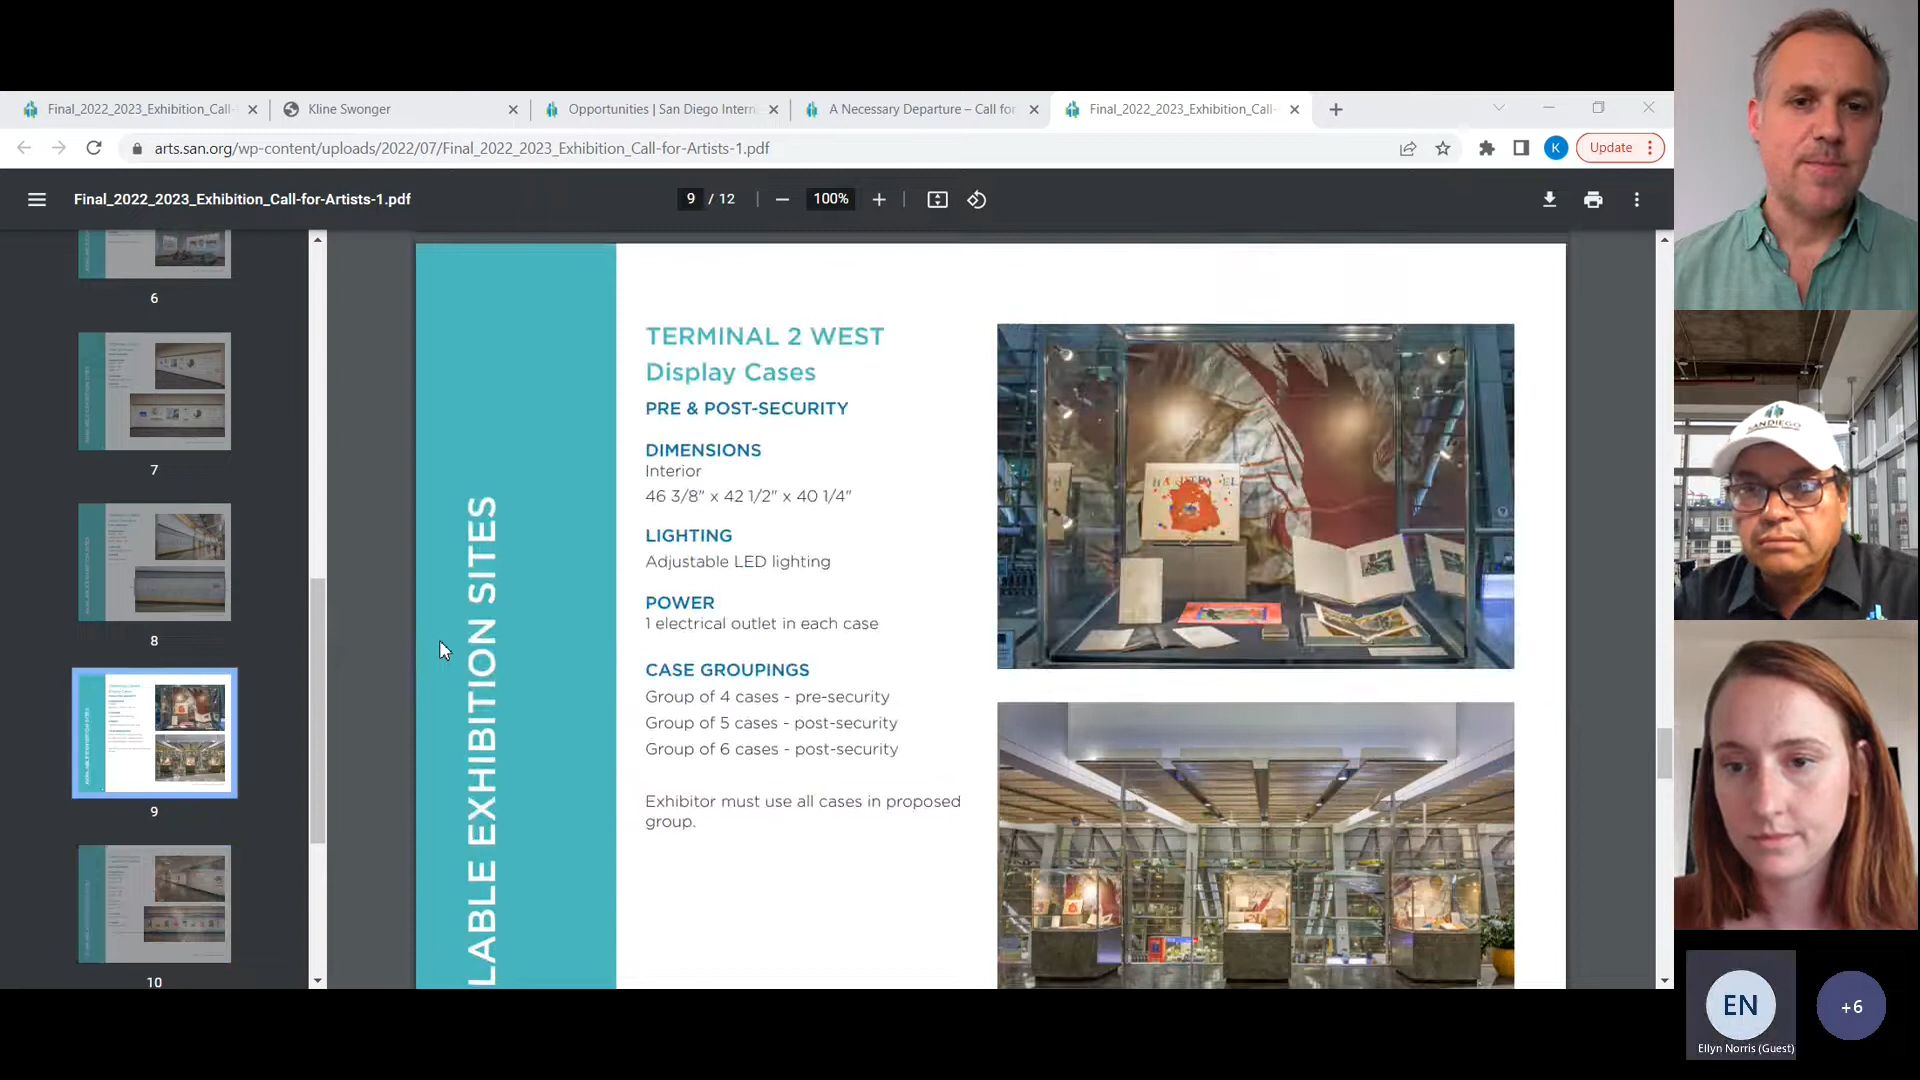 Final_2022_2023_Exhibition_Call-
Kline Swonger
Opportunities | San Diego Intern
A Necessary Departure – Call for
Final_2022_2023_Exhibition_Call-
arts.san.org/wp-content/uploads/2022/07/Final_2022_2023_Exhibition_Call-for-Artists-1.pdf
K
Update
Final_2022_2023_Exhibition_Call-for-Artists-1.pdf
9 / 12
100%
6
7
8
9
10
LABLE EXHIBITION SITES
TERMINAL 2 WEST
Display Cases
PRE & POST-SECURITY
DIMENSIONS
Interior
46 3/8" x 42 1/2" x 40 1/4"
LIGHTING
Adjustable LED lighting
POWER
1 electrical outlet in each case
CASE GROUPINGS
Group of 4 cases - pre-security
Group of 5 cases - post-security
Group of 6 cases - post-security
Exhibitor must use all cases in proposed
group.
SANDIEGO
EN
Ellyn Norris (Guest)
+6